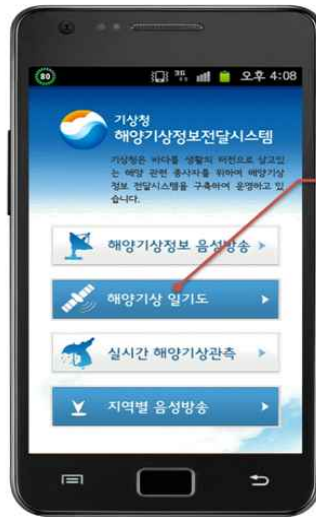 80
3G
오후 4:08
기상청
해양기상정보전달시스템
기상청은 바다를 생활의 터전으로 삼고있
는 해양 관련 종사자를 위하여 해양기상
정보 전달시스템을 구축하여 운영하고 있
습니다.
해양기상정보 음성방송
해양기상 일기도
실시간 해양기상관측
지역별 음성방송